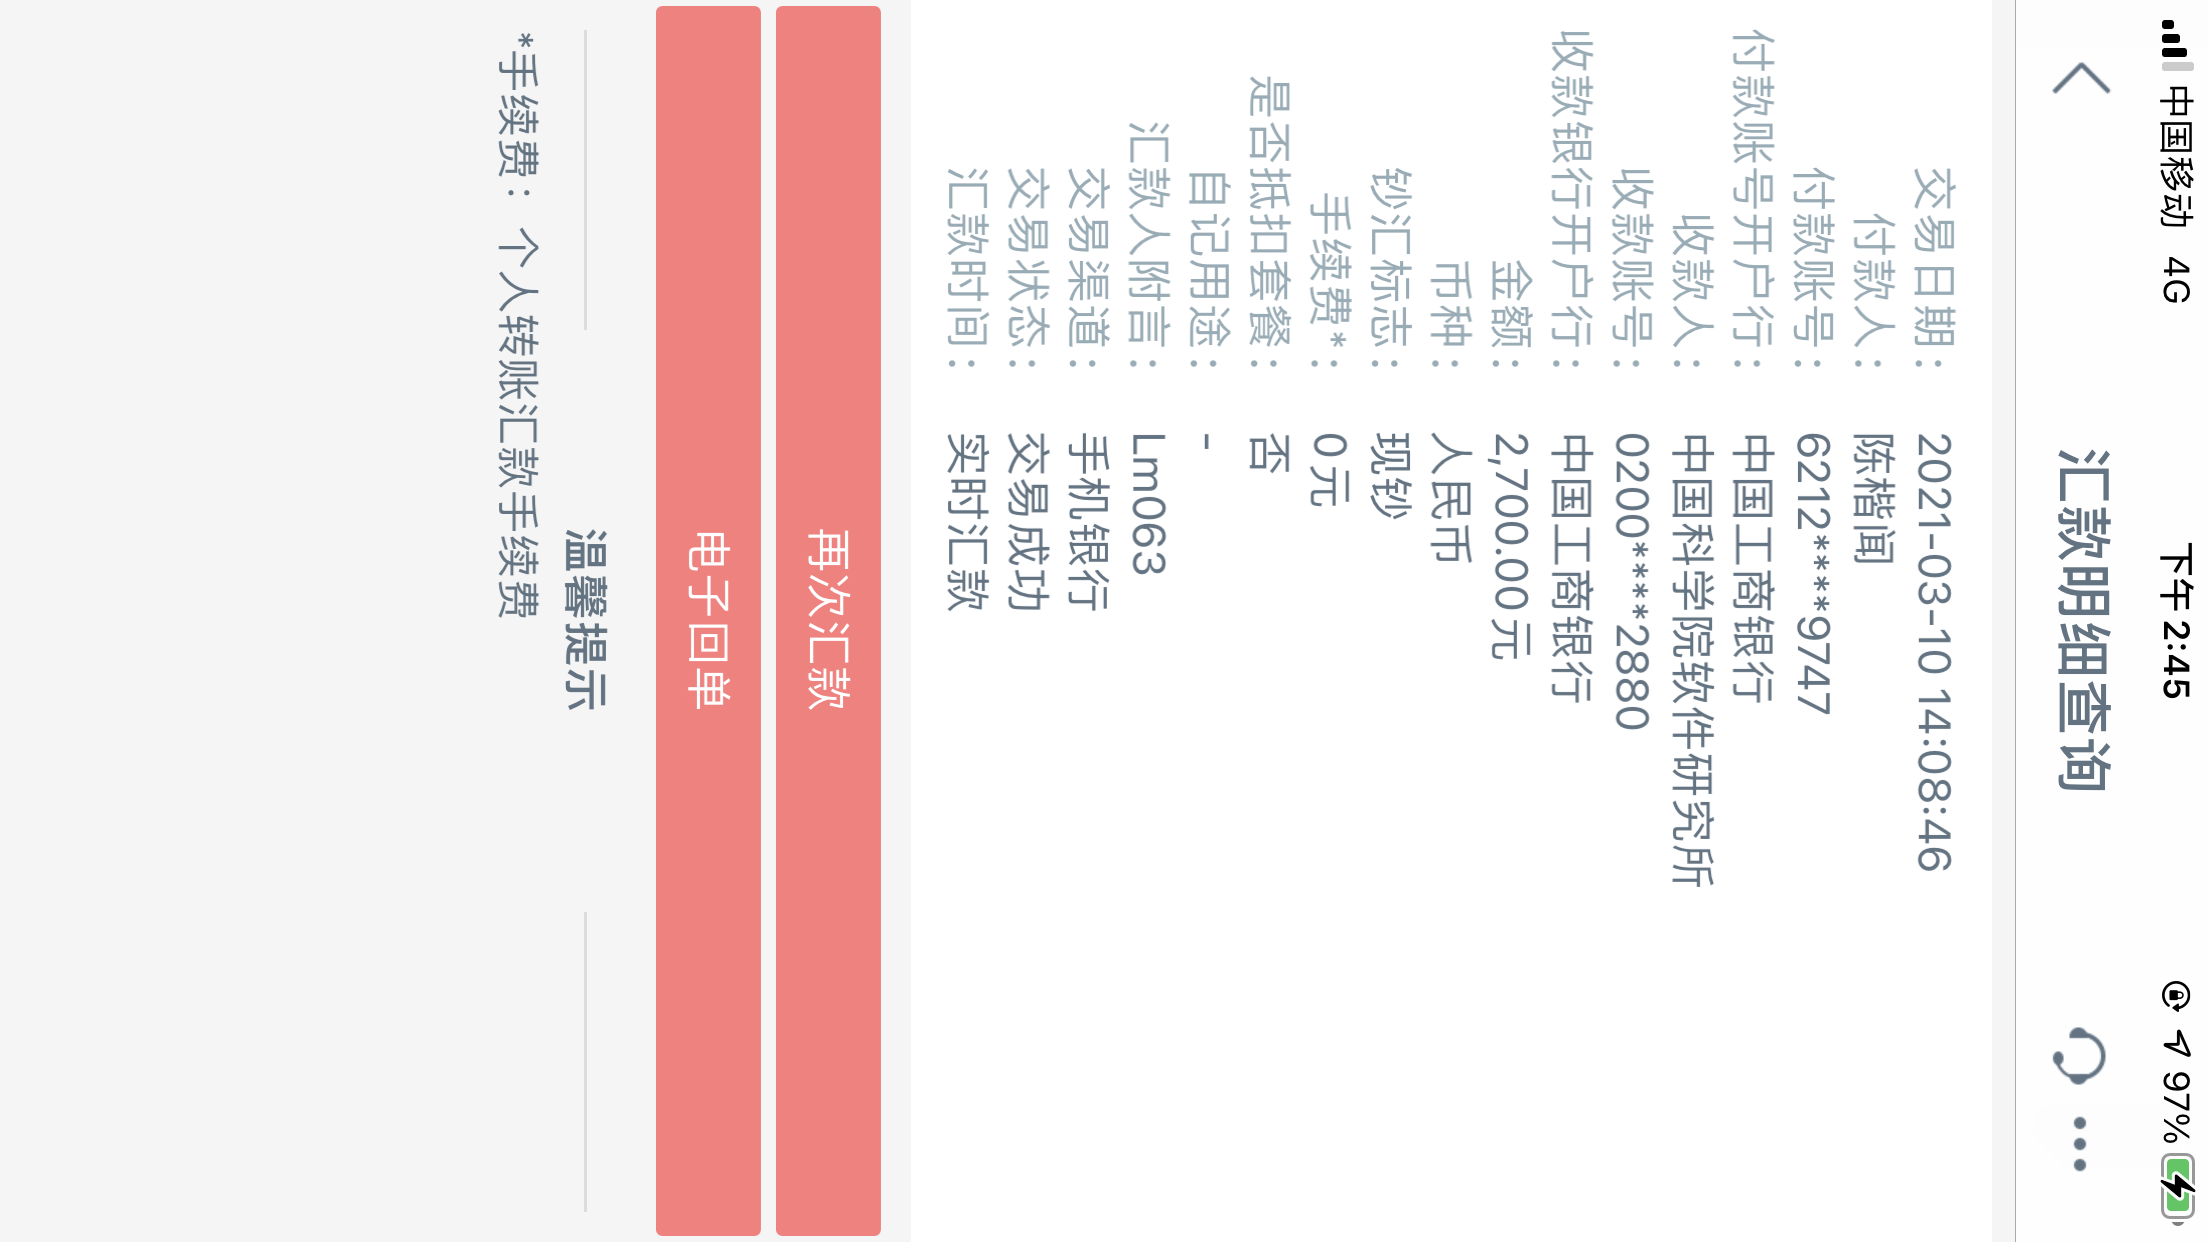 中国移动 4G 下午2:45 97%
汇款明细查询
交易日期： 2021-03-10 14:08:46
付款人： 陈楷闻
付款账号： 6212****9747
付款账号开户行： 中国工商银行
收款人： 中国科学院软件研究所
收款账号： 0200****2880
收款银行开户行： 中国工商银行
金额： 2,700.00元
币种： 人民币
钞汇标志： 现钞
手续费*： 0元
是否抵扣套餐： 否
自记用途： -
汇款人附言： Lm063
交易渠道： 手机银行
交易状态： 交易成功
汇款时间： 实时汇款
再次汇款
电子回单
温馨提示
*手续费：个人转账汇款手续费